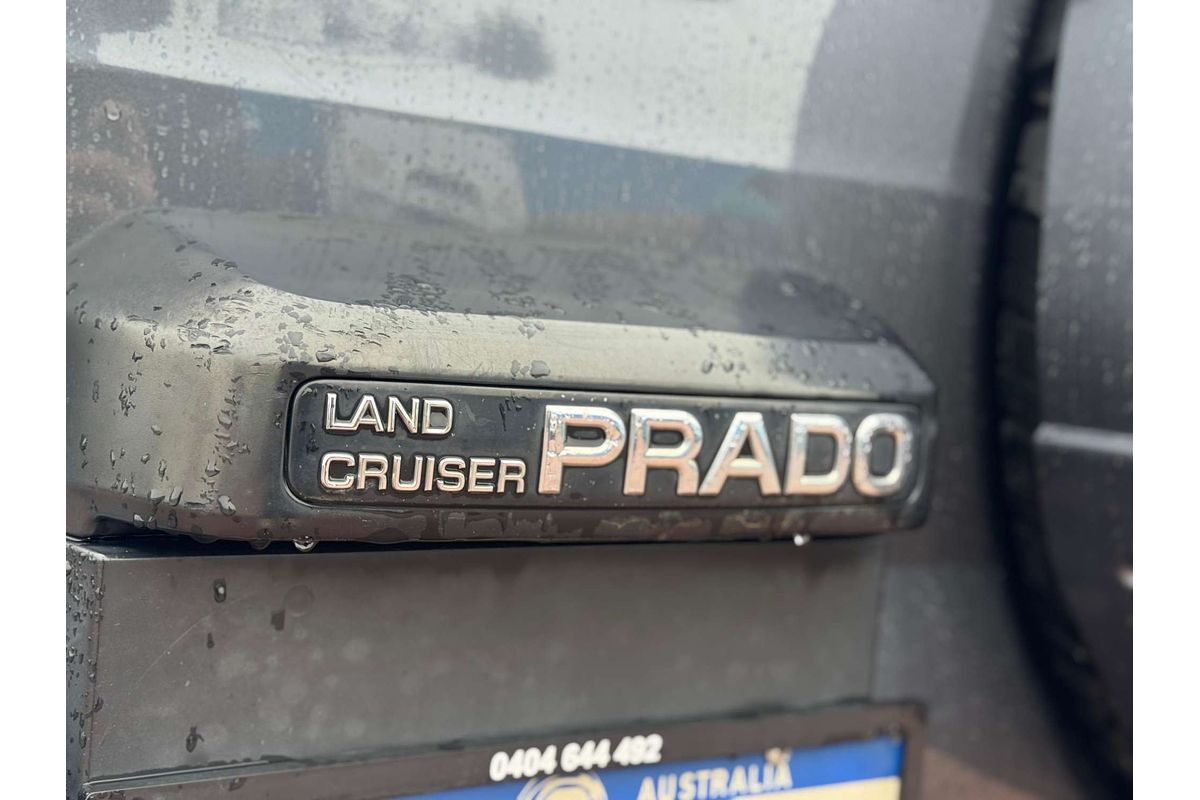 LAND
CRUISER PRADO
0404 644 492
AUSTRALIA